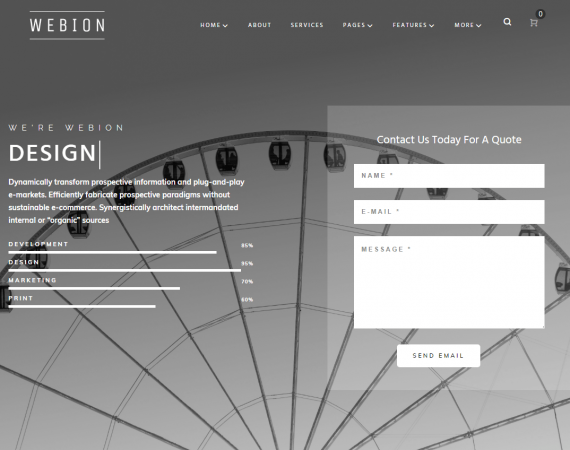 WEBION
HOME ABOUT SERVICES PAGES FEATURES MORE 0
WE'RE WEBION
DESIGN
Dynamically transform prospective information and plug-and-play
e-markets. Efficiently fabricate prospective paradigms without
sustainable e-commerce. Synergistically architect intermandated
internal or "organic" sources
DEVELOPMENT 85%
DESIGN 95%
MARKETING 70%
PRINT 60%
Contact Us Today For A Quote
NAME *
E-MAIL *
MESSAGE *
SEND EMAIL